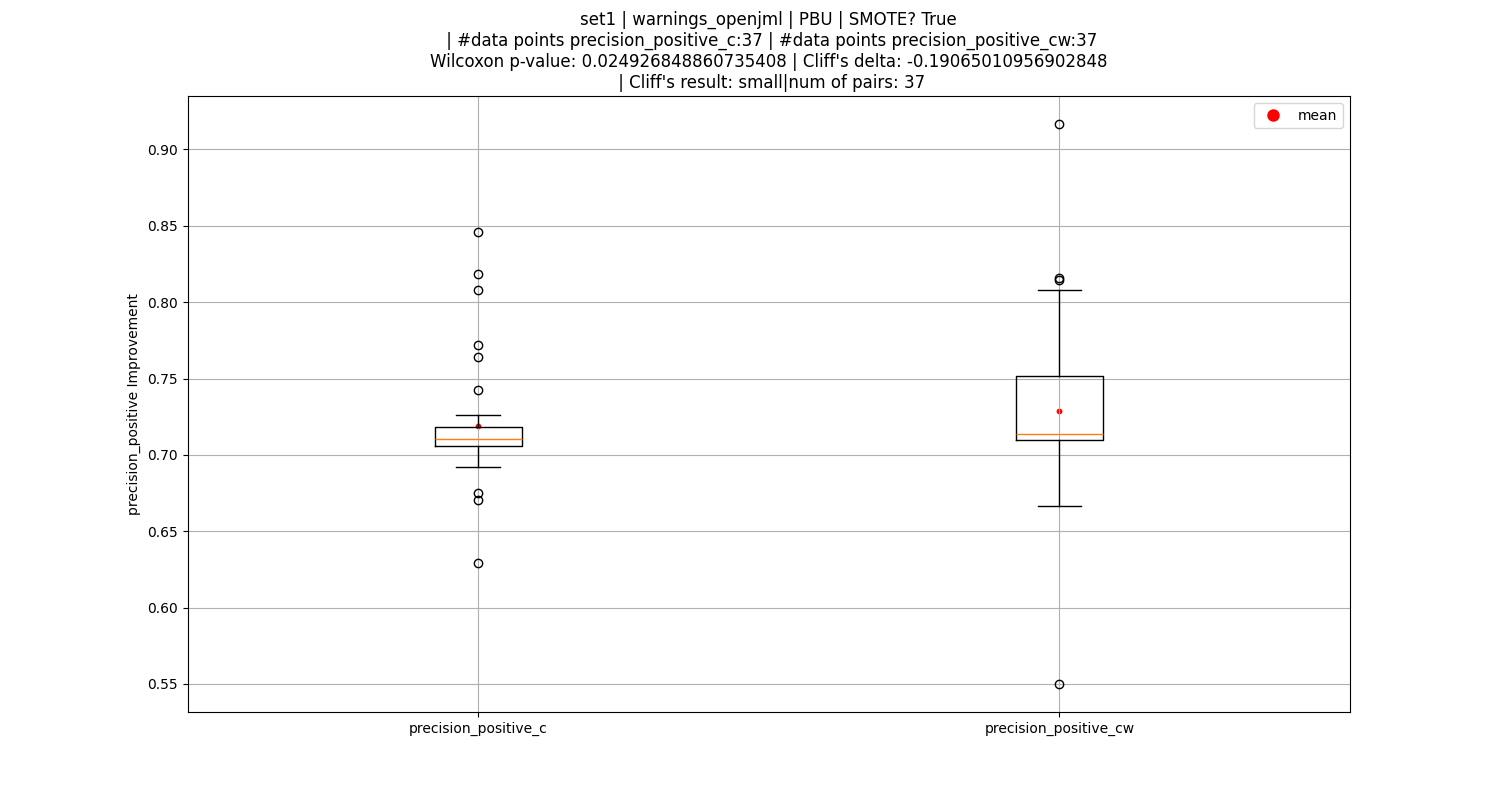 set1 | warnings_openjml | PBU | SMOTE? True
| #data points precision_positive_c:37 | #data points precision_positive_cw:37
Wilcoxon p-value: 0.024926848860735408 | Cliff's delta: -0.19065010956902848
| Cliff's result: small|num of pairs: 37
mean
0.90
0.85
0.80
0.75
0.70
0.65
0.60
0.55
precision_positive Improvement
precision_positive_c
precision_positive_cw